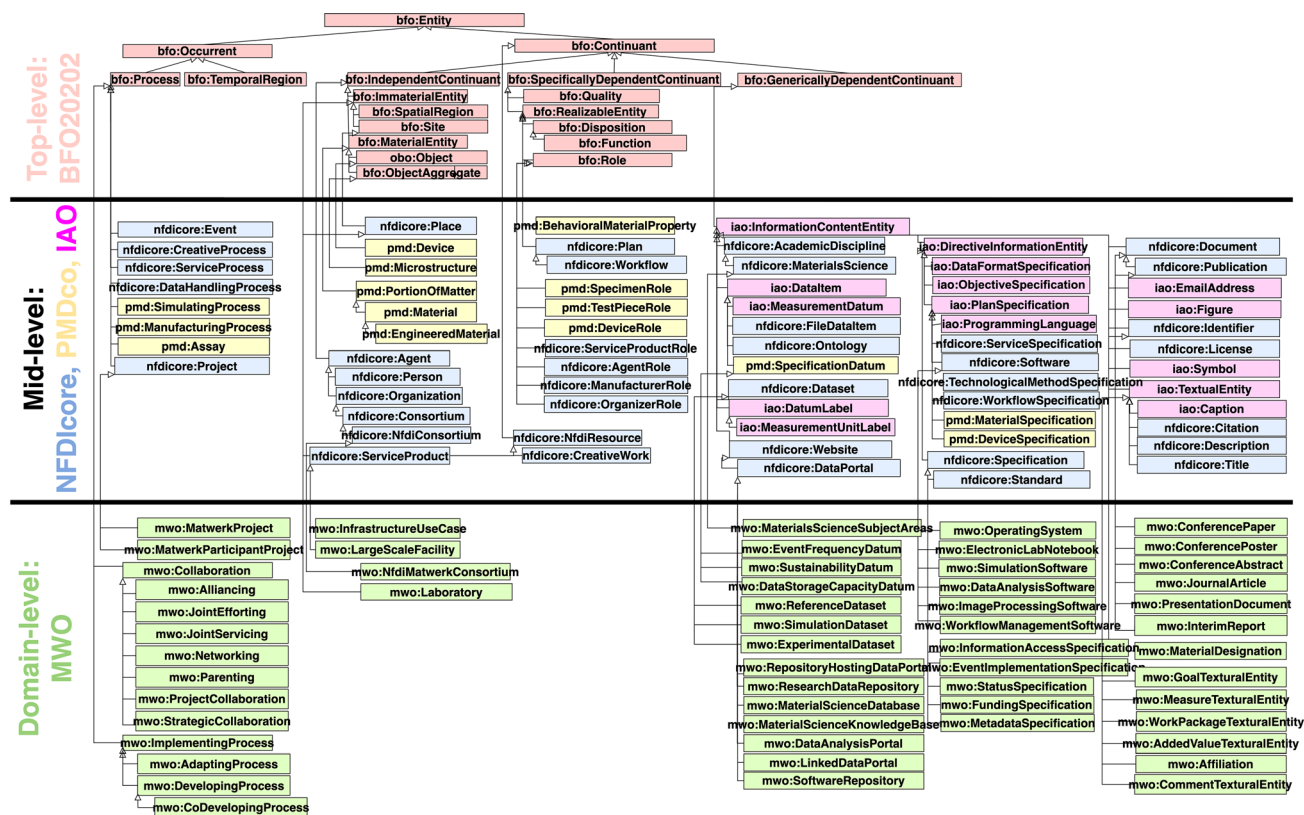 Top-level:
BFO20202
bfo:Entity
bfo:Occurrent
bfo:Continuant
bfo:Process
bfo:TemporalRegion
bfo:IndependentContinuant
bfo:SpecificallyDependentContinuant
bfo:GenericallyDependentContinuant
bfo:ImmaterialEntity
bfo:SpatialRegion
bfo:Site
bfo:MaterialEntity
obo:Object
bfo:ObjectAggregate
bfo:Quality
bfo:RealizableEntity
bfo:Disposition
bfo:Function
bfo:Role
Mid-level:
NFDIcore, PMDco, IAO
nfdicore:Event
nfdicore:CreativeProcess
nfdicore:ServiceProcess
nfdicore:DataHandlingProcess
pmd:SimulatingProcess
pmd:ManufacturingProcess
pmd:Assay
nfdicore:Project
nfdicore:Place
pmd:Device
pmd:Microstructure
pmd:PortionOfMatter
pmd:Material
pmd:EngineeredMaterial
nfdicore:Agent
nfdicore:Person
nfdicore:Organization
nfdicore:Consortium
nfdicore:NfdiConsortium
nfdicore:ServiceProduct
pmd:BehavioralMaterialProperty
nfdicore:Plan
nfdicore:Workflow
pmd:SpecimenRole
pmd:TestPieceRole
pmd:DeviceRole
nfdicore:ServiceProductRole
nfdicore:AgentRole
nfdicore:ManufacturerRole
nfdicore:OrganizerRole
nfdicore:NfdiResource
nfdicore:CreativeWork
iao:InformationContentEntity
nfdicore:AcademicDiscipline
nfdicore:MaterialsScience
iao:DataItem
iao:MeasurementDatum
nfdicore:FileDataItem
nfdicore:Ontology
pmd:SpecificationDatum
nfdicore:Dataset
iao:DatumLabel
iao:MeasurementUnitLabel
nfdicore:Website
nfdicore:DataPortal
iao:DirectiveInformationEntity
iao:DataFormatSpecification
iao:ObjectiveSpecification
iao:PlanSpecification
iao:ProgrammingLanguage
nfdicore:ServiceSpecification
nfdicore:Software
nfdicore:TechnologicalMethodSpecification
nfdicore:WorkflowSpecification
pmd:MaterialSpecification
pmd:DeviceSpecification
nfdicore:Specification
nfdicore:Standard
nfdicore:Document
nfdicore:Publication
iao:EmailAddress
iao:Figure
nfdicore:Identifier
nfdicore:License
iao:Symbol
iao:TextualEntity
iao:Caption
nfdicore:Citation
nfdicore:Description
nfdicore:Title
Domain-level:
MWO
mwo:MatwerkProject
mwo:MatwerkParticipantProject
mwo:Collaboration
mwo:Alliancing
mwo:JointEfforting
mwo:JointServicing
mwo:Networking
mwo:Parenting
mwo:ProjectCollaboration
mwo:StrategicCollaboration
mwo:ImplementingProcess
mwo:AdaptingProcess
mwo:DevelopingProcess
mwo:CoDevelopingProcess
mwo:InfrastructureUseCase
mwo:LargeScaleFacility
mwo:NfdiMatwerkConsortium
mwo:Laboratory
mwo:MaterialsScienceSubjectAreas
mwo:EventFrequencyDatum
mwo:SustainabilityDatum
mwo:DataStorageCapacityDatum
mwo:ReferenceDataset
mwo:SimulationDataset
mwo:ExperimentalDataset
mwo:RepositoryHostingDataPortal
mwo:ResearchDataRepository
mwo:MaterialScienceDatabase
mwo:MaterialScienceKnowledgeBase
mwo:DataAnalysisPortal
mwo:LinkedDataPortal
mwo:SoftwareRepository
mwo:OperatingSystem
mwo:ElectronicLabNotebook
mwo:SimulationSoftware
mwo:DataAnalysisSoftware
mwo:ImageProcessingSoftware
mwo:WorkflowManagementSoftware
mwo:InformationAccessSpecification
mwo:EventImplementationSpecification
mwo:StatusSpecification
mwo:FundingSpecification
mwo:MetadataSpecification
mwo:ConferencePaper
mwo:ConferencePoster
mwo:ConferenceAbstract
mwo:JournalArticle
mwo:PresentationDocument
mwo:InterimReport
mwo:MaterialDesignation
mwo:GoalTexturalEntity
mwo:MeasureTexturalEntity
mwo:WorkPackageTexturalEntity
mwo:AddedValueTexturalEntity
mwo:Affiliation
mwo:CommentTexturalEntity